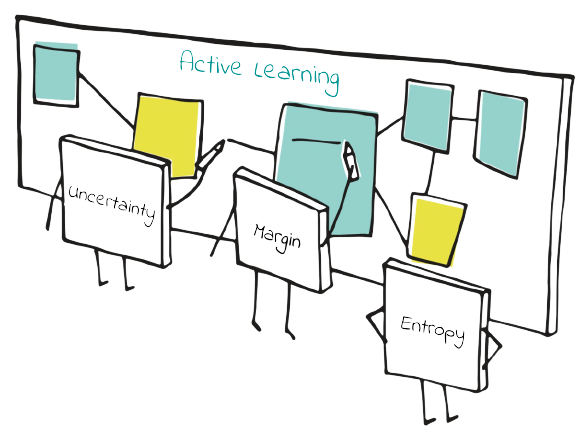 Active Learning
Uncertainty
Margin
Entropy